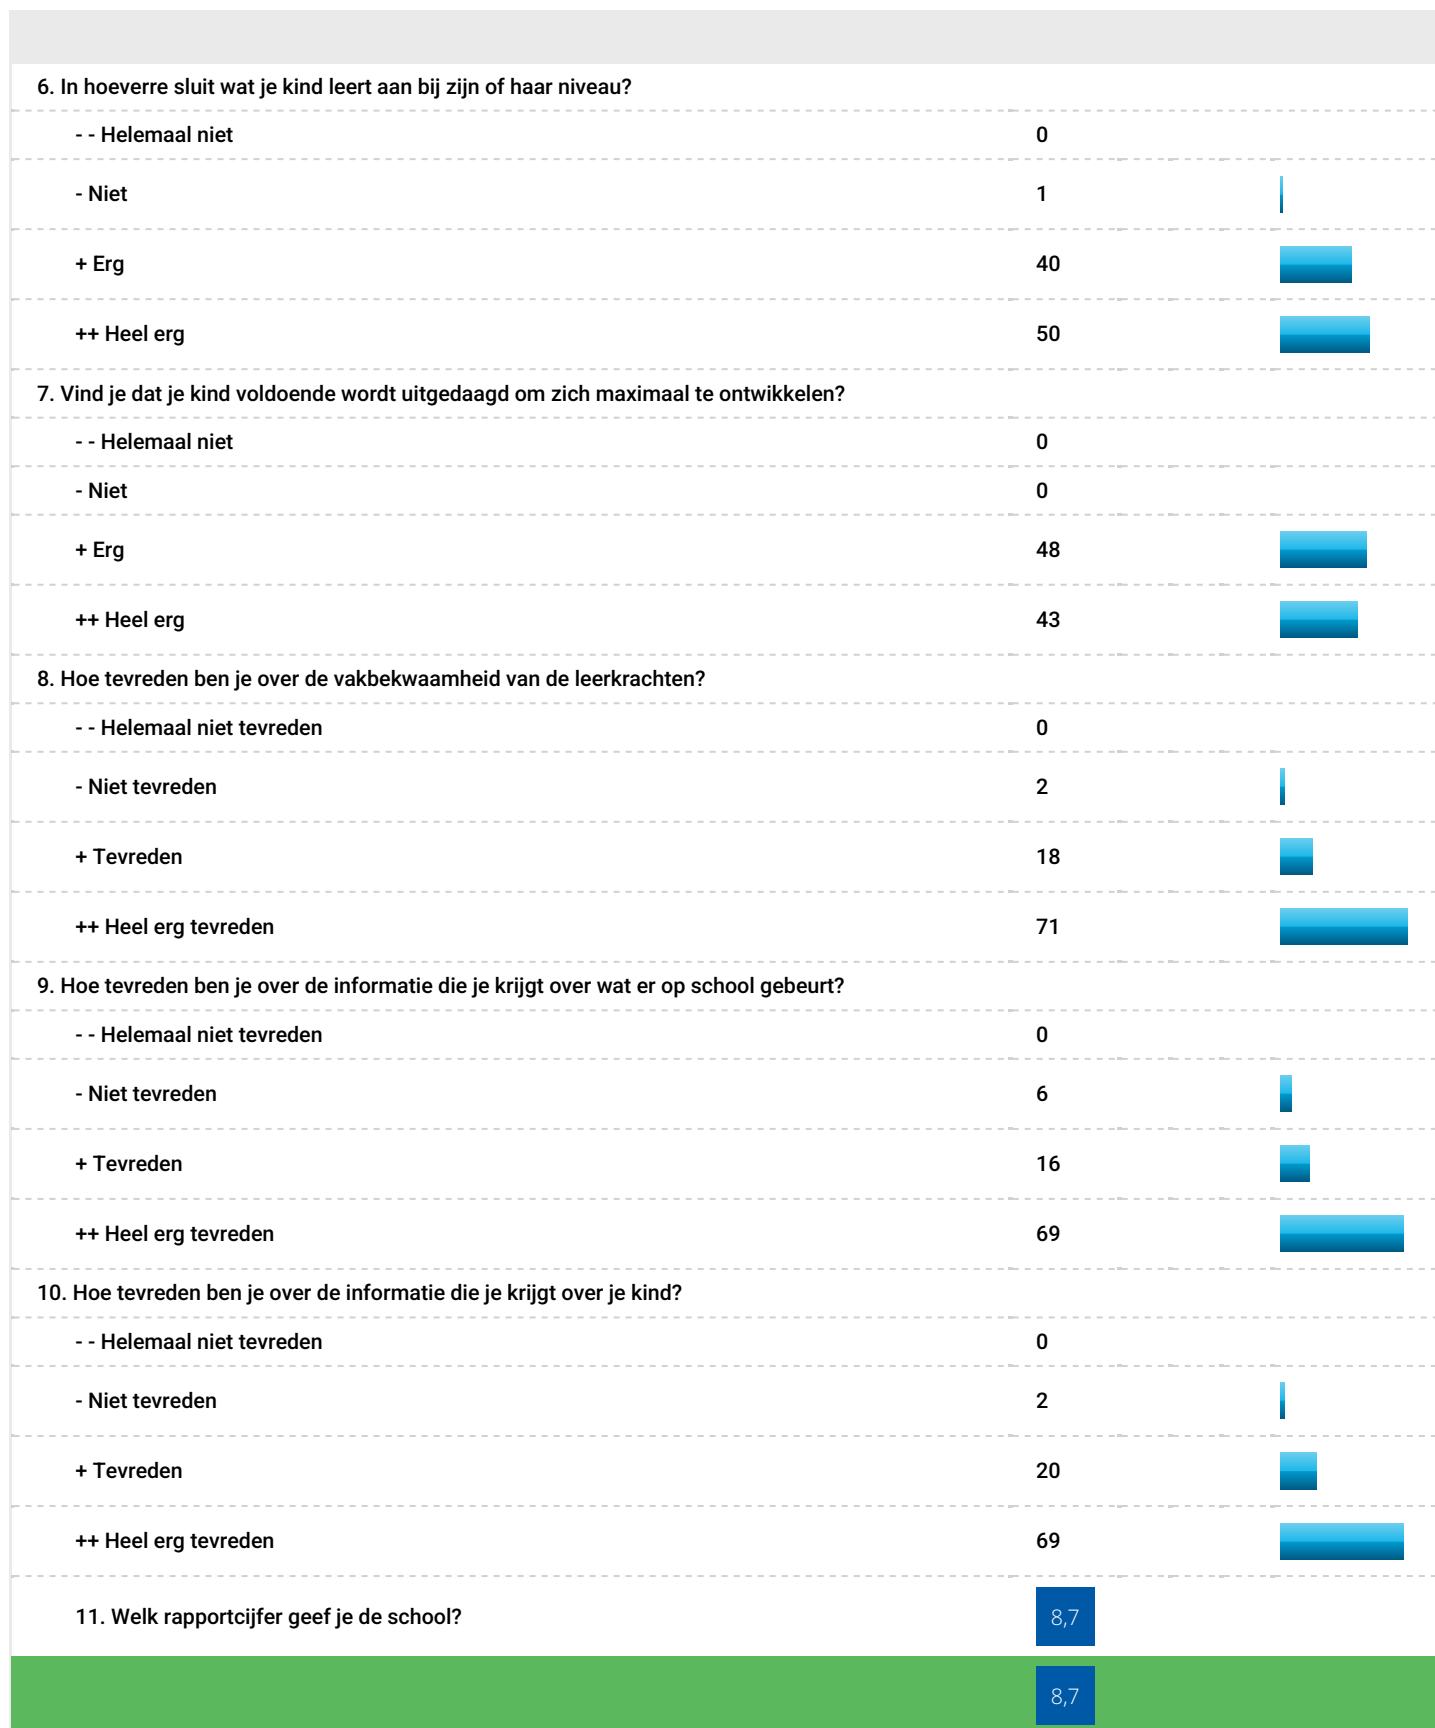 6. In hoeverre sluit wat je kind leert aan bij zijn of haar niveau?
- - Helemaal niet 0
- Niet 1
+ Erg 40
++ Heel erg 50
7. Vind je dat je kind voldoende wordt uitgedaagd om zich maximaal te ontwikkelen?
- - Helemaal niet 0
- Niet 0
+ Erg 48
++ Heel erg 43
8. Hoe tevreden ben je over de vakbekwaamheid van de leerkrachten?
- - Helemaal niet tevreden 0
- Niet tevreden 2
+ Tevreden 18
++ Heel erg tevreden 71
9. Hoe tevreden ben je over de informatie die je krijgt over wat er op school gebeurt?
- - Helemaal niet tevreden 0
- Niet tevreden 6
+ Tevreden 16
++ Heel erg tevreden 69
10. Hoe tevreden ben je over de informatie die je krijgt over je kind?
- - Helemaal niet tevreden 0
- Niet tevreden 2
+ Tevreden 20
++ Heel erg tevreden 69
11. Welk rapportcijfer geef je de school? 8,7
8,7